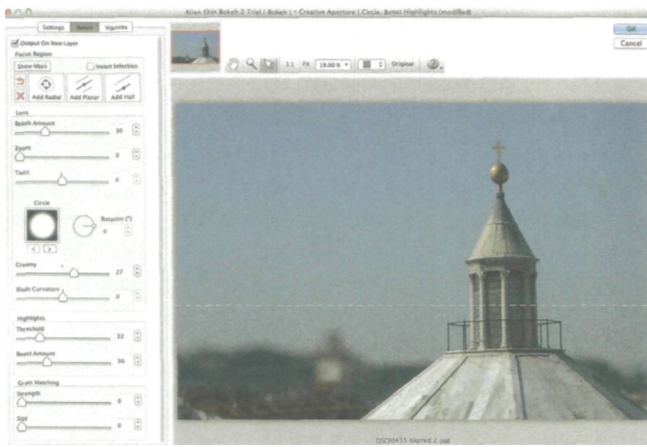 Alien Skin Bokeh 2 Trial | Bokeh | * Creative Aperture | Circle, Boost Highlights (modified)
Settings Bokeh Vignette
Output On New Layer
Focus Region
Show Mask Invert Selection
Add Radial Add Planar Add Half
Lens
Bokeh Amount
30
Zoom
0
Twirl
0
Circle
Rotation
0
Creamy
27
Blade Curvature
0
Highlights
Threshold
22
Boost Amount
30
Grain Matching
Strength
0
Size
0
1:1 Fit 19.00 % Original
OK
Cancel